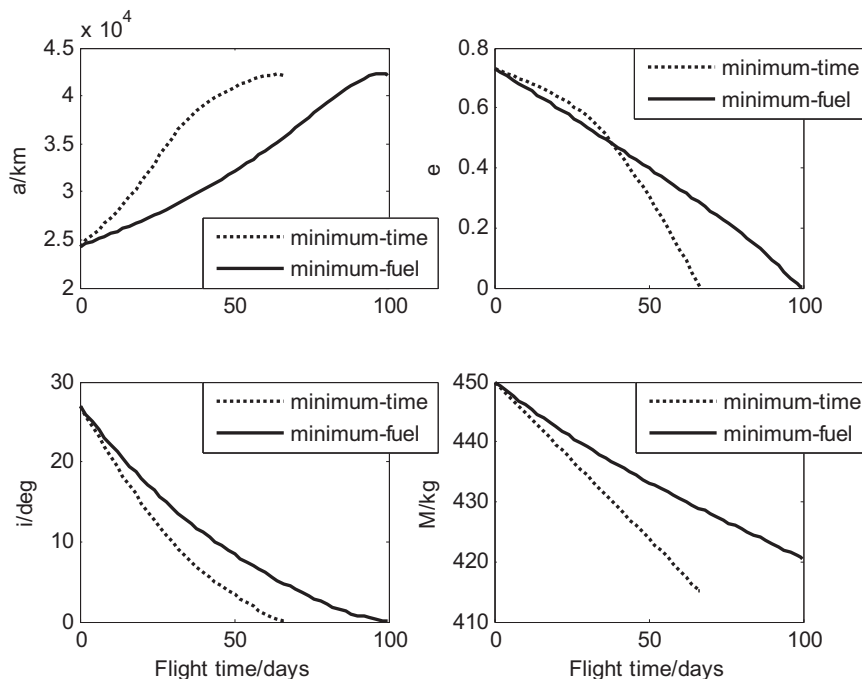 x 10⁴
4.5
4
3.5
3
2.5
2
a/km
0 50 100
minimum-time
minimum-fuel
0.8
0.6
0.4
0.2
0
e
0 50 100
minimum-time
minimum-fuel
30
20
10
0
i/deg
0 50 100
Flight time/days
minimum-time
minimum-fuel
450
440
430
420
410
M/kg
0 50 100
Flight time/days
minimum-time
minimum-fuel